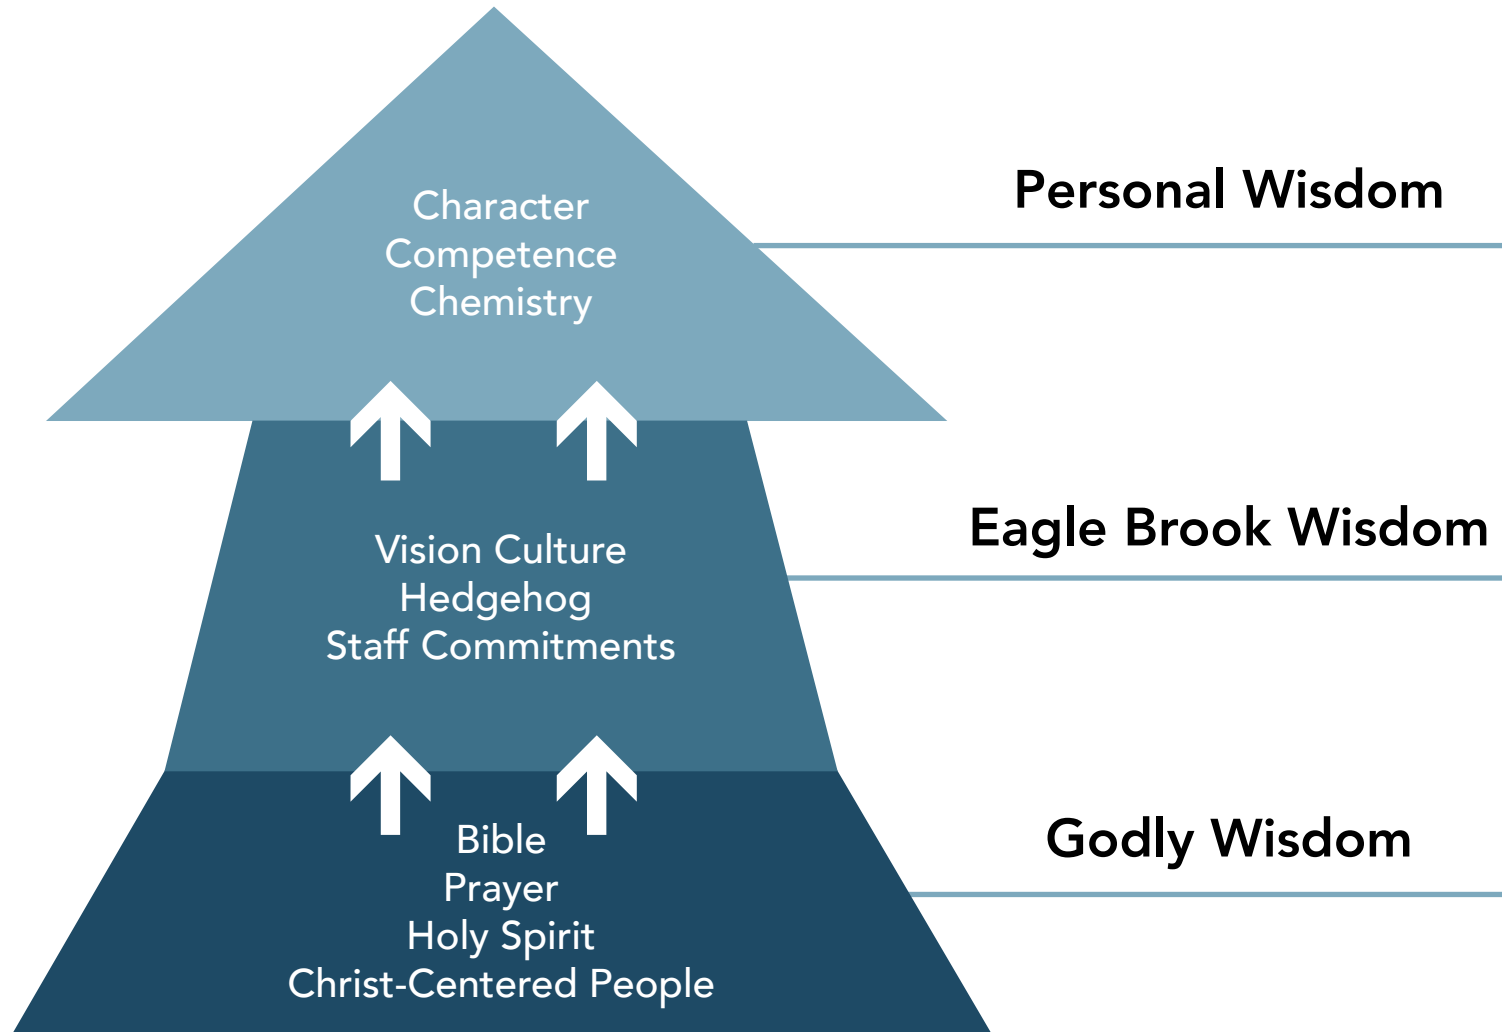 Character
Competence
Chemistry
Personal Wisdom
Vision Culture
Hedgehog
Staff Commitments
Eagle Brook Wisdom
Bible
Prayer
Holy Spirit
Christ-Centered People
Godly Wisdom